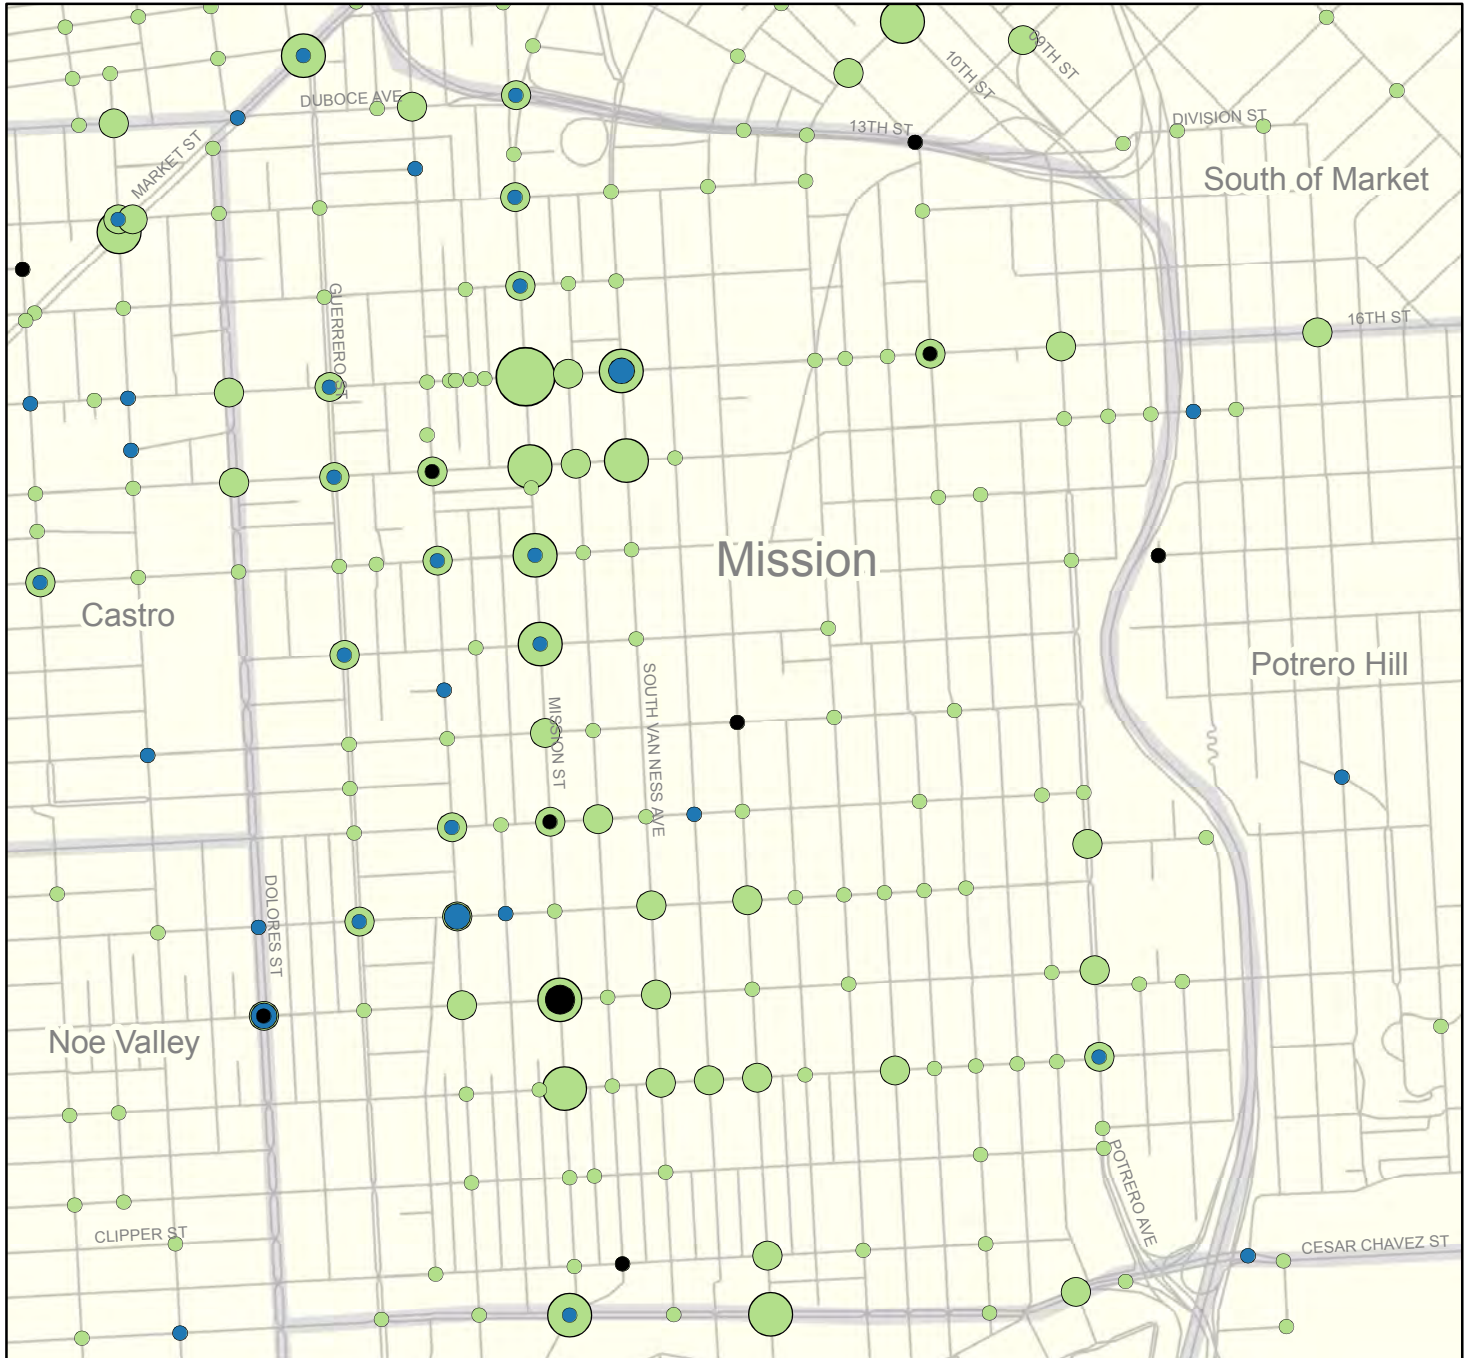 09TH ST
10TH ST
DUBOCE AVE
DIVISION ST
13TH ST
MARKET ST
South of Market
16TH ST
GUERRERO ST
Mission
Castro
Potrero Hill
SOUTH VAN NESS AVE
MISSION ST
DOLORES ST
Noe Valley
POTRERO AVE
CLIPPER ST
CESAR CHAVEZ ST